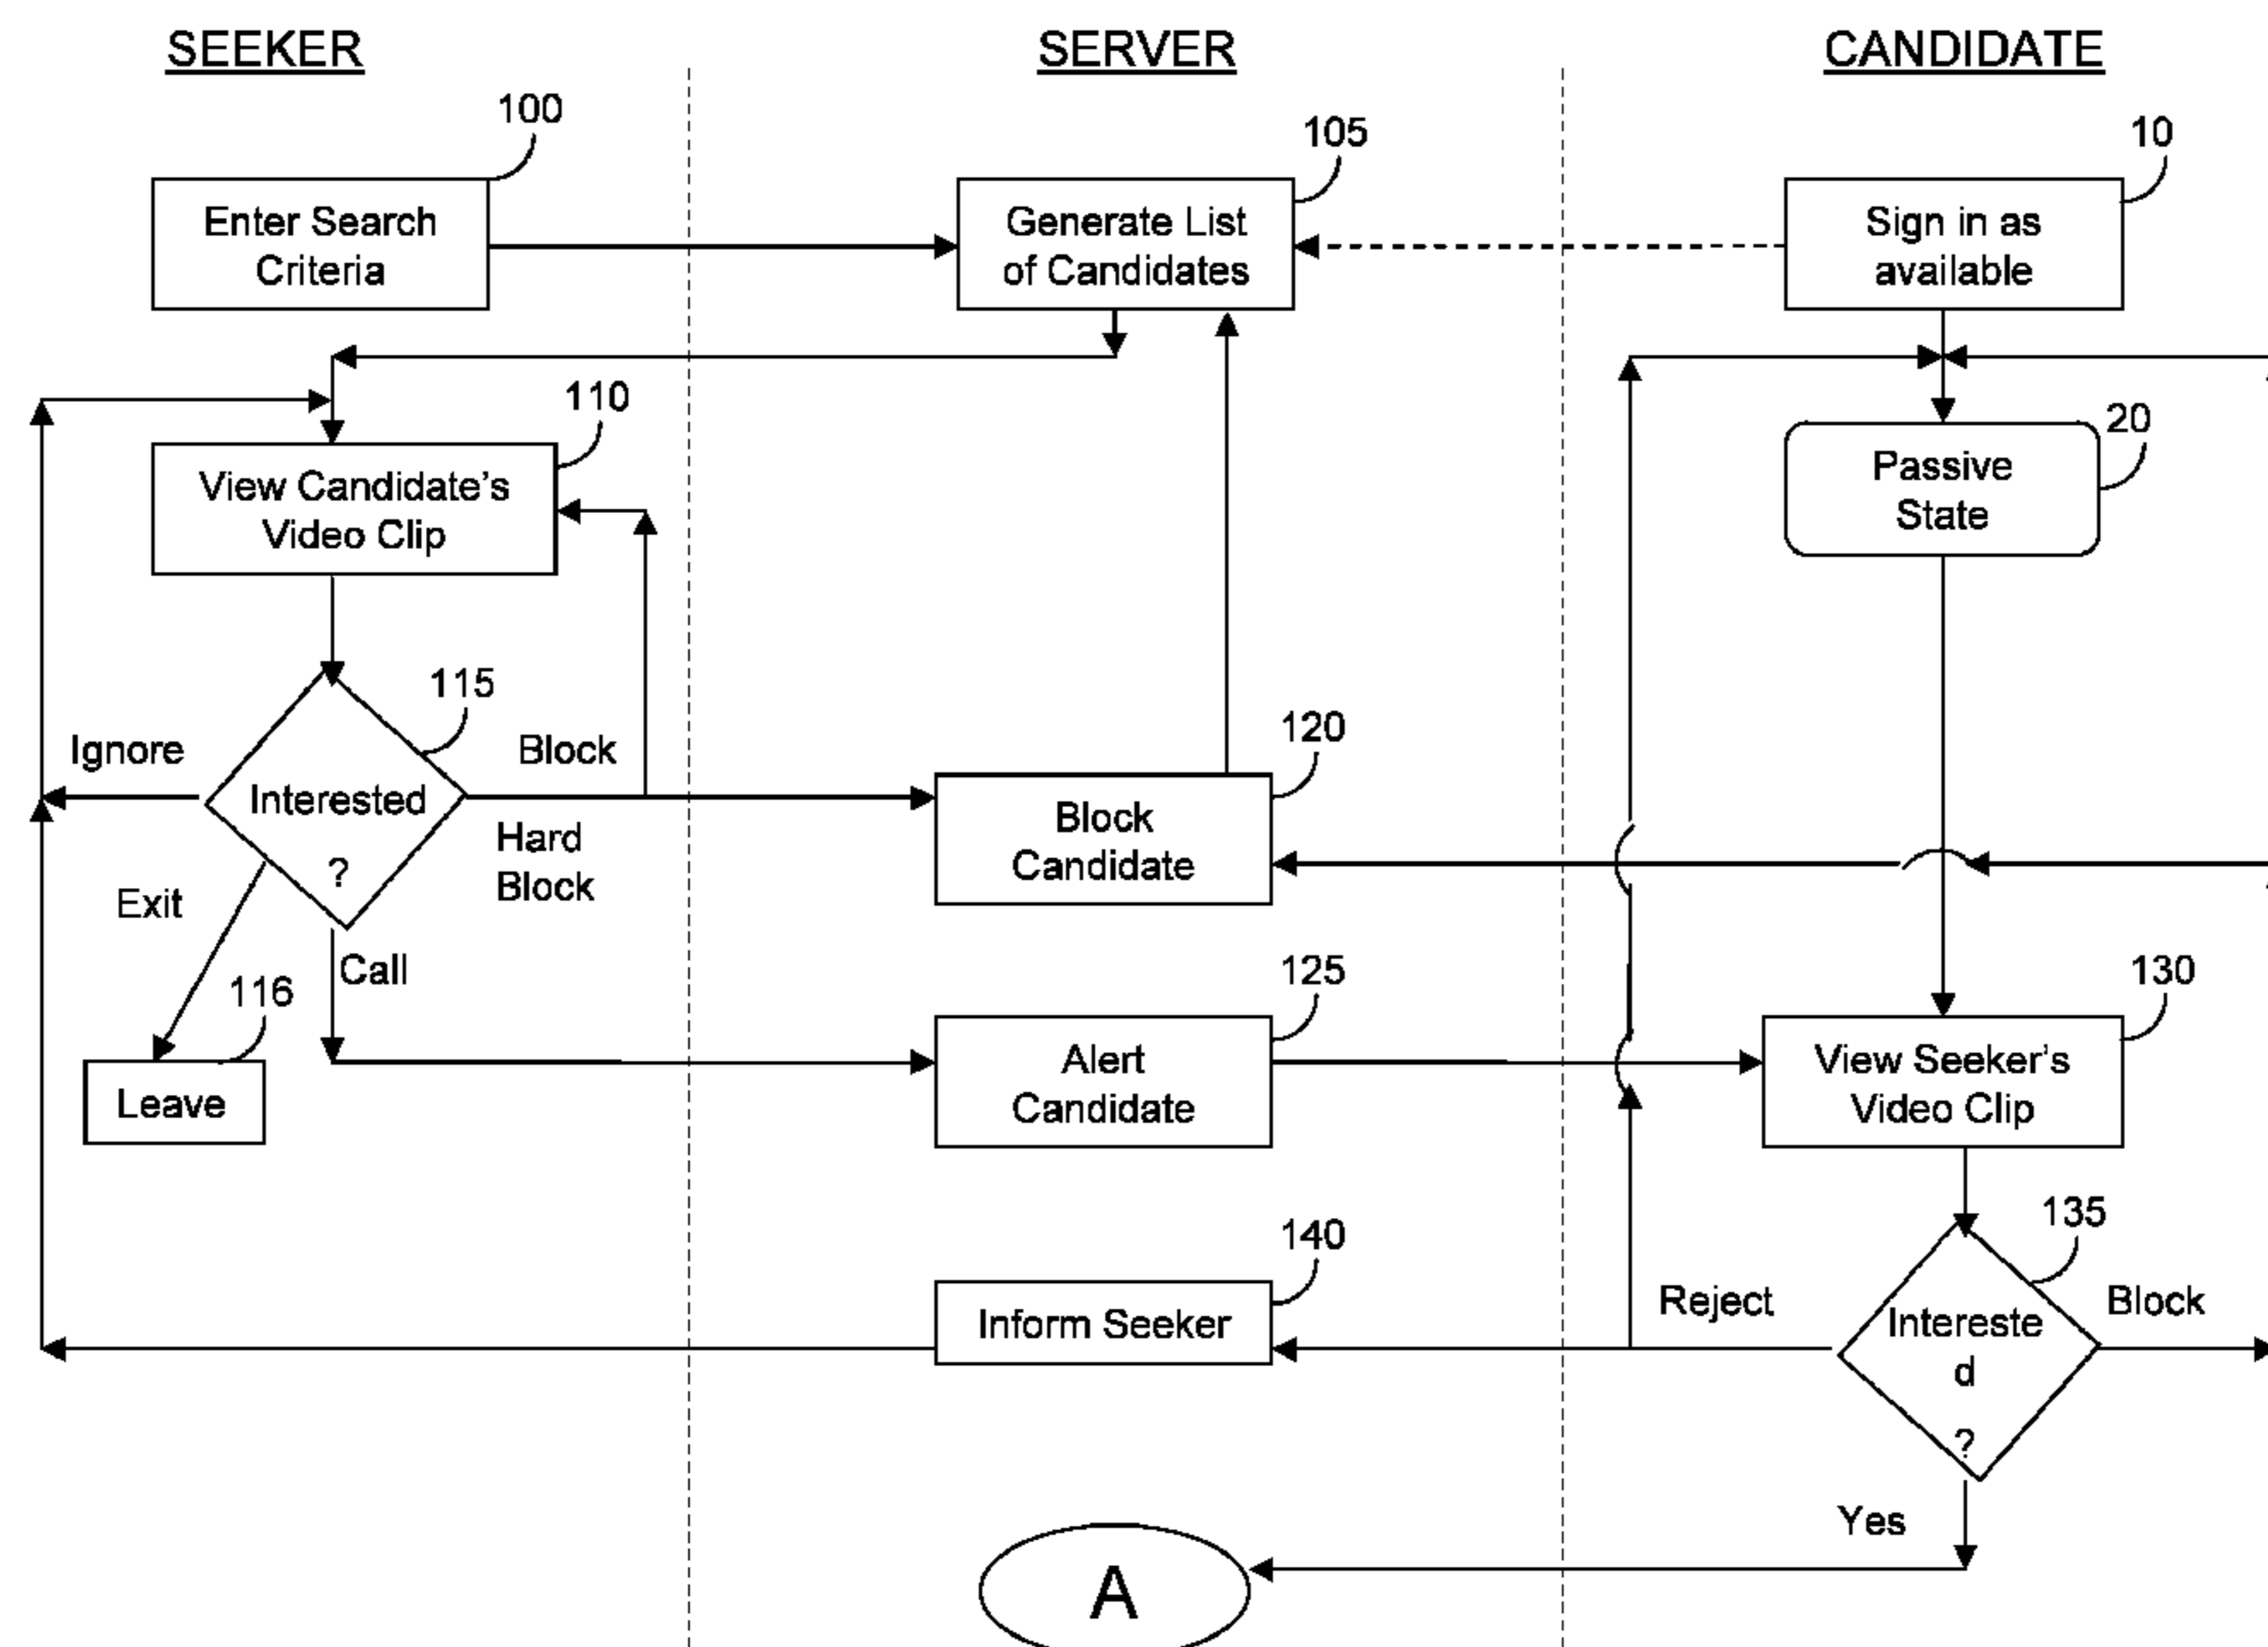 SEEKER
SERVER
CANDIDATE
100
105
10
Enter Search
Criteria
Generate List
of Candidates
Sign in as
available
110
20
View Candidate's
Video Clip
Passive
State
115
Ignore
Block
120
Interested
?
Hard
Block
Block
Candidate
Exit
Call
116
125
130
Leave
Alert
Candidate
View Seeker's
Video Clip
140
135
Inform Seeker
Reject
Intereste
d
?
Block
Yes
A